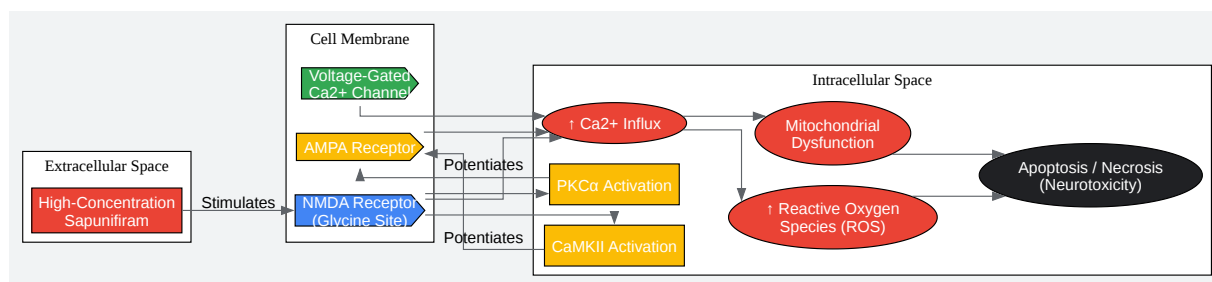 Extracellular Space
High-Concentration
Sapunifiram
Stimulates
Cell Membrane
Voltage-Gated
Ca2+ Channel
AMPA Receptor
NMDA Receptor
(Glycine Site)
Potentiates
Potentiates
Intracellular Space
↑ Ca2+ Influx
PKCα Activation
CaMKII Activation
Mitochondrial
Dysfunction
↑ Reactive Oxygen
Species (ROS)
Apoptosis / Necrosis
(Neurotoxicity)